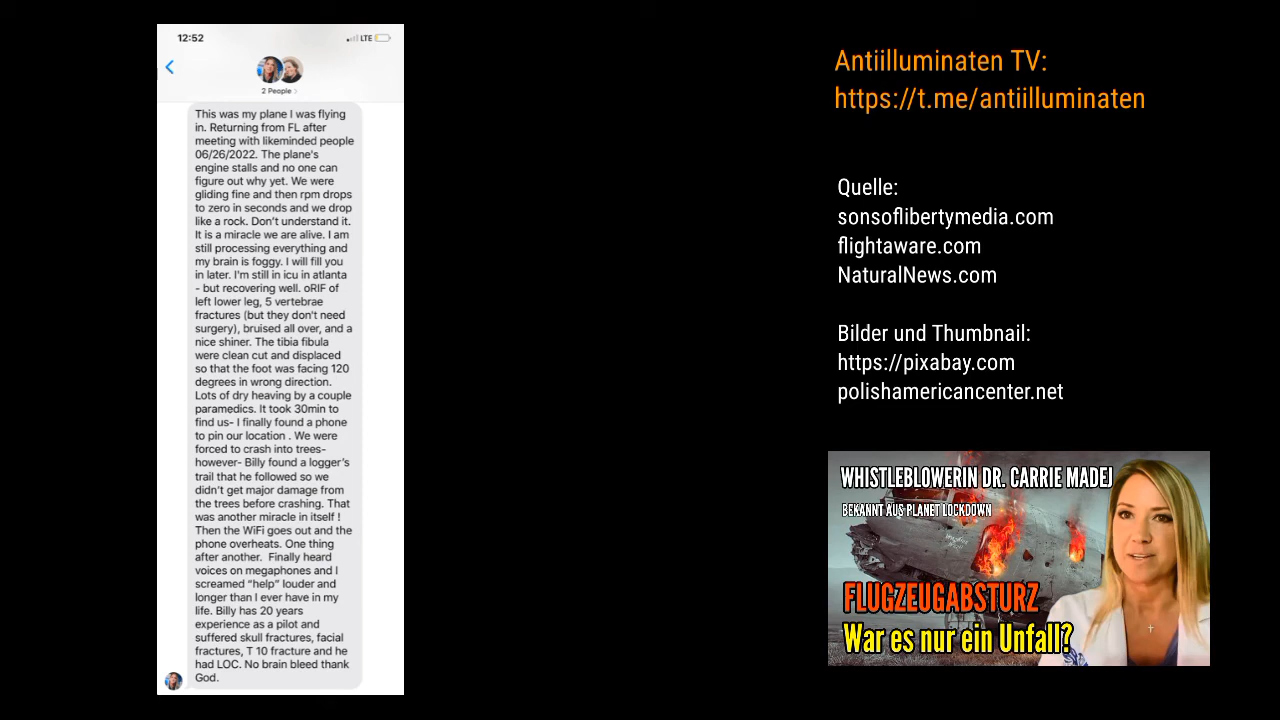 12:52
LTE
2 People
This was my plane I was flying
in. Returning from FL after
meeting with likeminded people
06/26/2022. The plane's
engine stalls and no one can
figure out why yet. We were
gliding fine and then rpm drops
to zero in seconds and we drop
like a rock. Don't understand it.
It is a miracle we are alive. I am
still processing everything and
my brain is foggy. I will fill you
in later. I'm still in icu in atlanta
- but recovering well. oRIF of
left lower leg, 5 vertebrae
fractures (but they don't need
surgery), bruised all over, and a
nice shiner. The tibia fibula
were clean cut and displaced
so that the foot was facing 120
degrees in wrong direction.
Lots of dry heaving by a couple
paramedics. It took 30min to
find us- I finally found a phone
to pin our location . We were
forced to crash into trees-
however- Billy found a logger's
trail that he followed so we
didn't get major damage from
the trees before crashing. That
was another miracle in itself !
Then the WiFi goes out and the
phone overheats. One thing
after another.  Finally heard
voices on megaphones and I
screamed “help” louder and
longer than I ever have in my
life. Billy has 20 years
experience as a pilot and
suffered skull fractures, facial
fractures, T 10 fracture and he
had LOC. No brain bleed thank
God.
Antiilluminaten TV:
https://t.me/antiilluminaten
Quelle:
sonsoflibertymedia.com
flightaware.com
NaturalNews.com
Bilder und Thumbnail:
https://pixabay.com
polishamericancenter.net
WHISTLEBLOWERIN DR. CARRIE MADEJ
BEKANNT AUS PLANET LOCKDOWN
FLUGZEUGABSTURZ
War es nur ein Unfall?